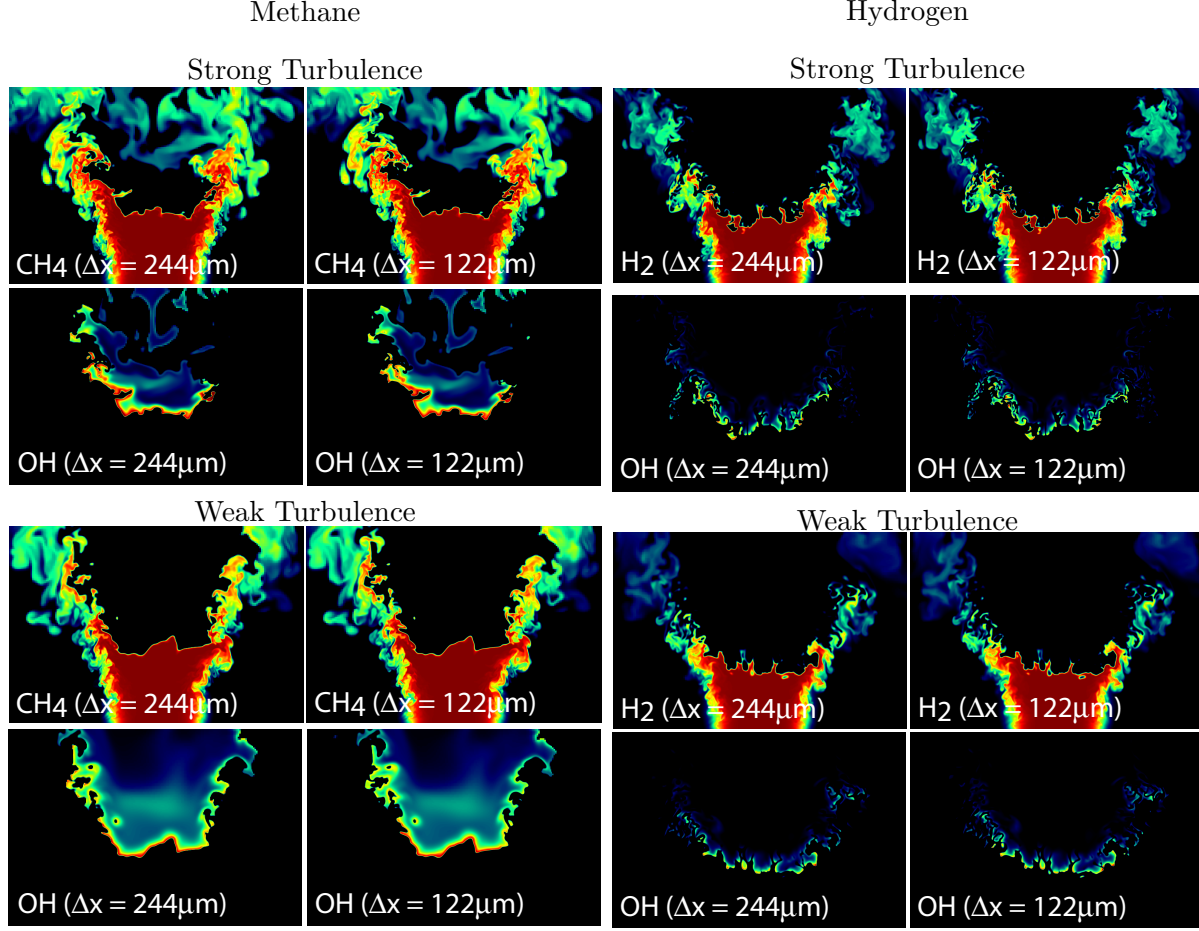 Methane
Hydrogen
Strong Turbulence
Strong Turbulence
CH4 (Δx = 244μm)
CH4 (Δx = 122μm)
H2 (Δx = 244μm)
H2 (Δx = 122μm)
OH (Δx = 244μm)
OH (Δx = 122μm)
OH (Δx = 244μm)
OH (Δx = 122μm)
Weak Turbulence
Weak Turbulence
CH4 (Δx = 244μm)
CH4 (Δx = 122μm)
H2 (Δx = 244μm)
H2 (Δx = 122μm)
OH (Δx = 244μm)
OH (Δx = 122μm)
OH (Δx = 244μm)
OH (Δx = 122μm)